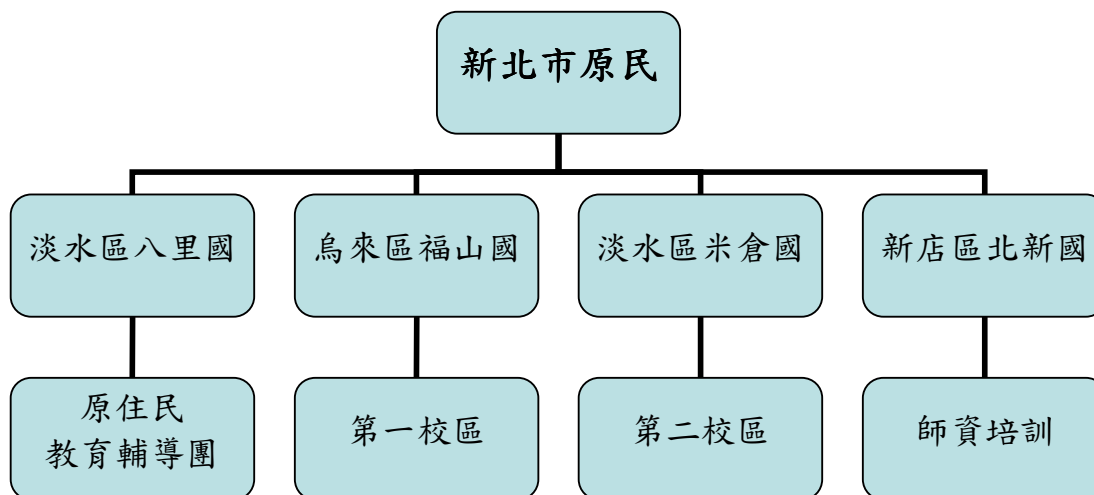 新北市原民
淡水區八里國
烏來區福山國
淡水區米倉國
新店區北新國
原住民
教育輔導團
第一校區
第二校區
師資培訓